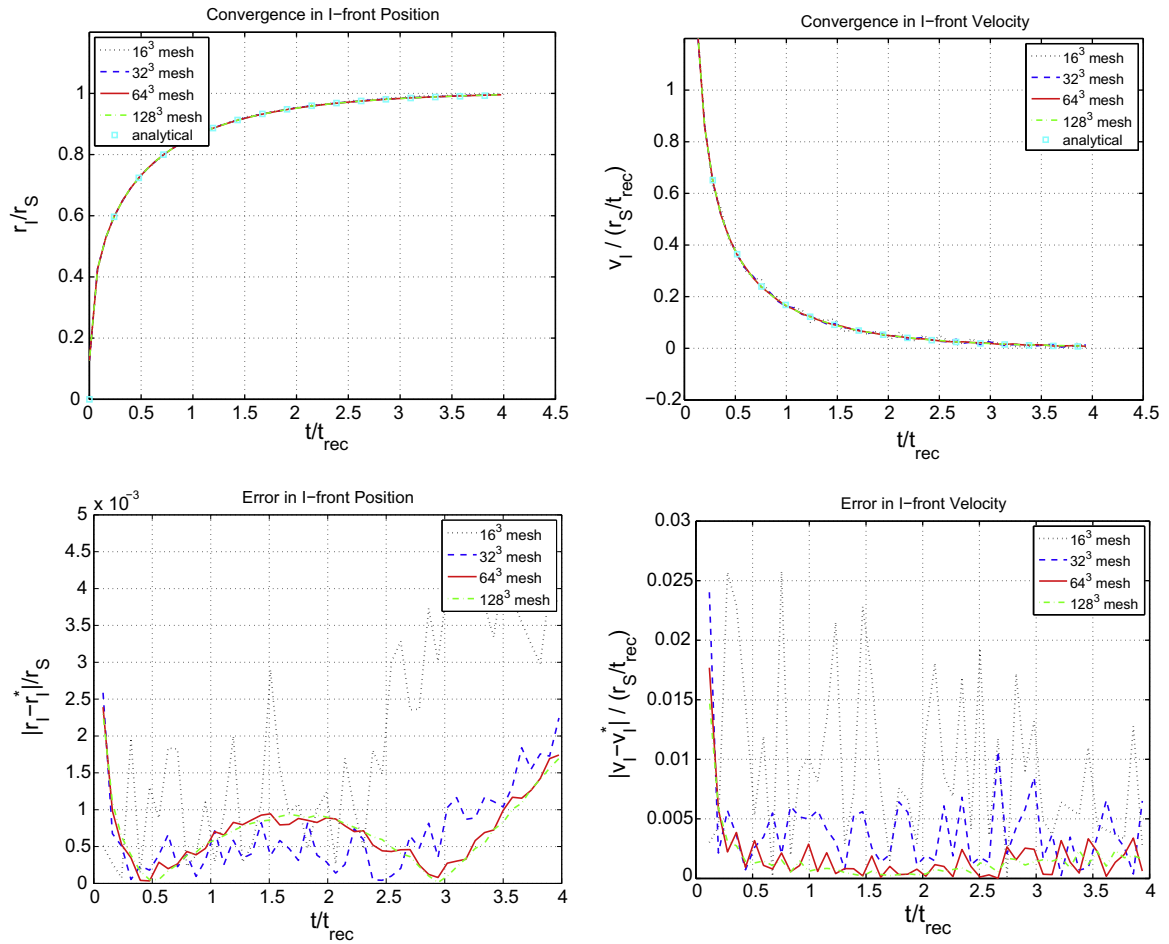 Convergence in I-front Position
16³ mesh
32³ mesh
64³ mesh
128³ mesh
analytical
1
0.8
0.6
0.4
0.2
0
r_I/r_S
0 0.5 1 1.5 2 2.5 3 3.5 4 4.5
t/t_rec
Convergence in I-front Velocity
16³ mesh
32³ mesh
64³ mesh
128³ mesh
analytical
1
0.8
0.6
0.4
0.2
0
−0.2
v_I / (r_S/t_rec)
0 0.5 1 1.5 2 2.5 3 3.5 4 4.5
t/t_rec
Error in I-front Position
x 10⁻³
16³ mesh
32³ mesh
64³ mesh
128³ mesh
5
4.5
4
3.5
3
2.5
2
1.5
1
0.5
0
|r_I−r_I^*|/r_S
0 0.5 1 1.5 2 2.5 3 3.5 4
t/t_rec
Error in I-front Velocity
16³ mesh
32³ mesh
64³ mesh
128³ mesh
0.03
0.025
0.02
0.015
0.01
0.005
0.000
|v_I−v_I^*| / (r_S/t_rec)
0 0.5 1 1.5 2 2.5 3 3.5 4
t/t_rec